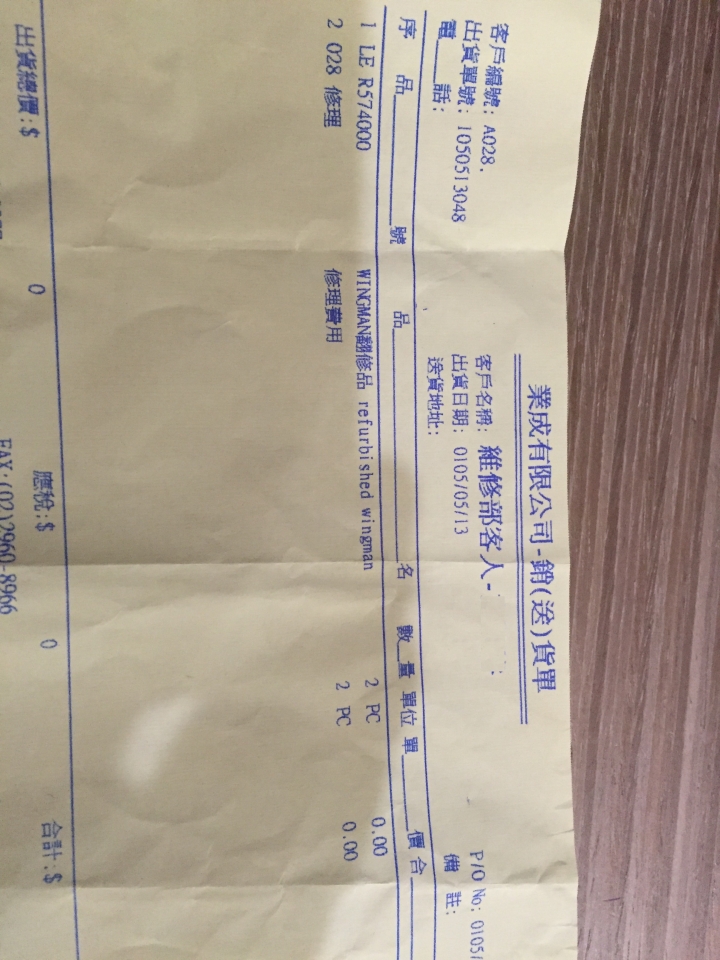 業成有限公司-銷(送)貨單
客戶編號: A028. 客戶名稱: 維修部客人- P/O No: 0105/
出貨單號: 1050513048 出貨日期: 0105/05/13 備 註:
電 話: 送貨地址:
序 品 號 品 名 數 量 單位 單 價 合
1 LE R574000 WINGMAN翻修品 refurbished wingman 2 PC 0.00
2 028 修理 修理費用 2 PC 0.00
出貨總價:$ 0 應稅:$ 0 合計:$
FAX:(02)2960-8966